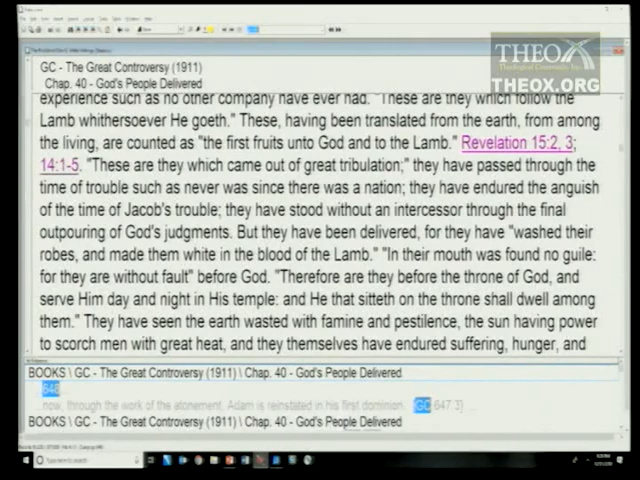 THEOX
THEOX.ORG
GC - The Great Controversy (1911)
Chap. 40 - God's People Delivered
experience such as no other company have ever had. "These are they which follow the
Lamb whithersoever He goeth." These, having been translated from the earth, from among
the living, are counted as "the first fruits unto God and to the Lamb." Revelation 15:2, 3;
14:1-5. "These are they which came out of great tribulation;" they have passed through the
time of trouble such as never was since there was a nation; they have endured the anguish
of the time of Jacob's trouble; they have stood without an intercessor through the final
outpouring of God's judgments. But they have been delivered, for they have "washed their
robes, and made them white in the blood of the Lamb." "In their mouth was found no guile:
for they are without fault" before God. "Therefore are they before the throne of God, and
serve Him day and night in His temple: and He that sitteth on the throne shall dwell among
them." They have seen the earth wasted with famine and pestilence, the sun having power
to scorch men with great heat, and they themselves have endured suffering, hunger, and
BOOKS \ GC - The Great Controversy (1911) \ Chap. 40 - God's People Delivered
648
now, through the work of the atonement, Adam is reinstated in his first dominion. {GC 647.3} ...
BOOKS \ GC - The Great Controversy (1911) \ Chap. 40 - God's People Delivered